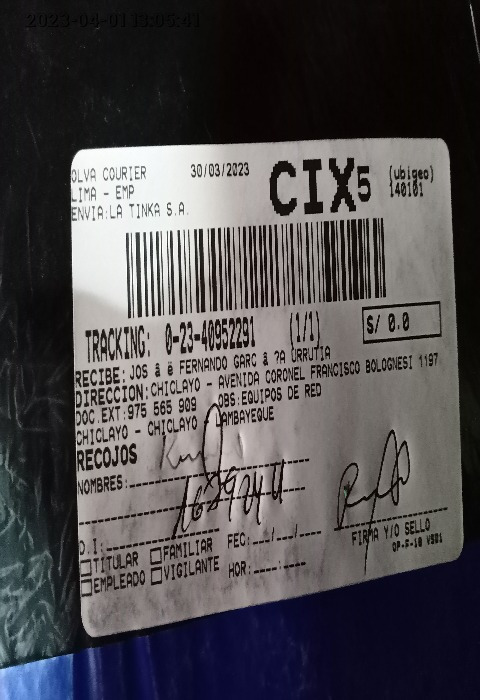 2023-04-01 13:05:41
OLVA COURIER 30/03/2023 CIX5 (ubigeo)
LIMA - EMP 140101
ENVIA:LA TINKA S.A.
TRACKING: 0-23-40952291 (1/1) S/ 0.0
RECIBE: JOS â ë FERNANDO GARC â ?A URRUTIA
DIRECCION: CHICLAYO - AVENIDA CORONEL FRANCISCO BOLOGNESI 1197
DOC.EXT:975 565 909 OBS:EQUIPOS DE RED
CHICLAYO - CHICLAYO - LAMBAYEQUE
RECOJOS
NOMBRES:
D.I:
FIRMA Y/O SELLO
TITULAR FAMILIAR FEC: / /
OP-F-10 VS01
EMPLEADO VIGILANTE HOR: :